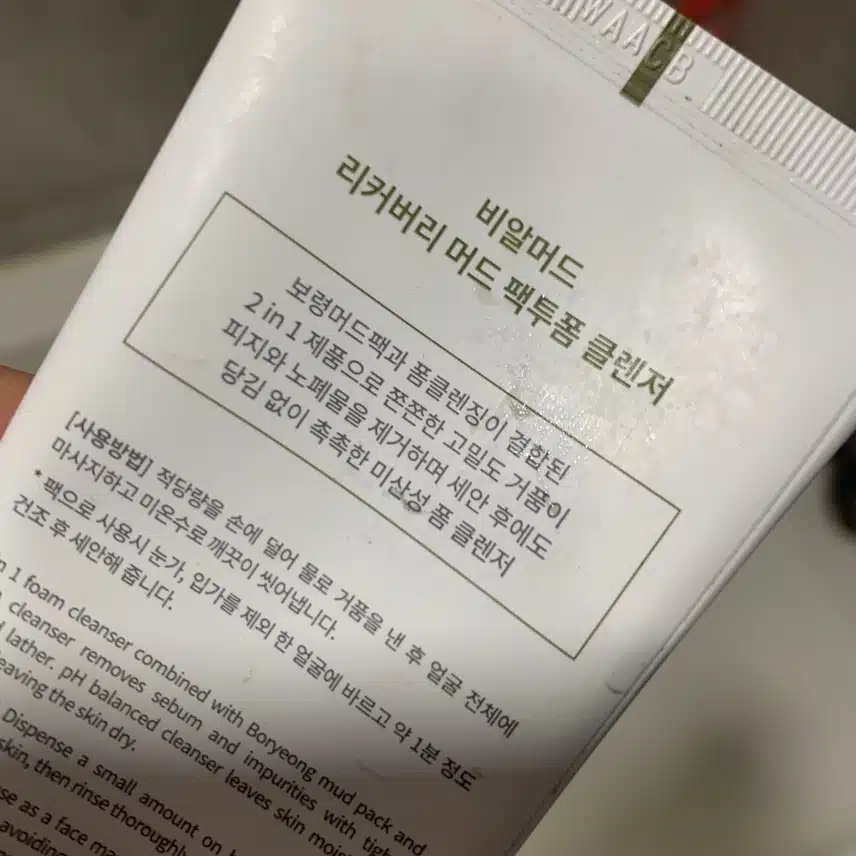 WAACB
비알머드
리커버리 머드 팩투폼 클렌저
보령머드팩과 폼클렌징이 결합된
2 in 1 제품으로 쫀쫀한 고밀도 거품이
피지와 노폐물을 제거하며 세안 후에도
당김 없이 촉촉한 미삼성 폼 클렌저
[사용방법] 적당량을 손에 덜어 물로 거품을 낸 후 얼굴 전체에
마사지하고 미온수로 깨끗이 씻어냅니다.
* 팩으로 사용시 눈가, 입가를 제외 한 얼굴에 바르고 약 1분 정도
건조 후 세안해 줍니다.
n 1 foam cleanser combined with Boryeong mud pack and
cleanser removes sebum and impurities with
lather. pH balanced cleanser leaves skin
eaving the skin dry.
Dispense a small amount on
skin, then rinse thoroughly
se as a face
avoiding